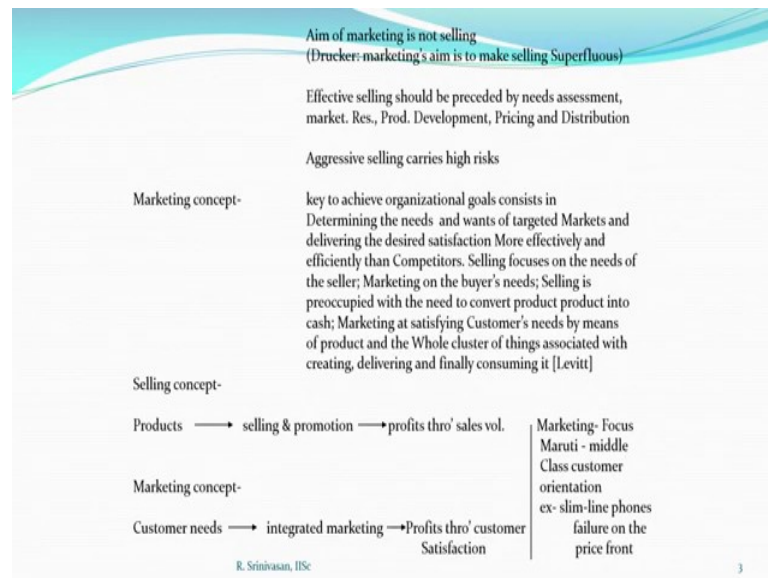 Aim of marketing is not selling
(Drucker: marketing's aim is to make selling Superfluous)
Effective selling should be preceded by needs assessment,
market. Res., Prod. Development, Pricing and Distribution
Aggressive selling carries high risks
Marketing concept- key to achieve organizational goals consists in
Determining the needs and wants of targeted Markets and
delivering the desired satisfaction More effectively and
efficiently than Competitors. Selling focuses on the needs of
the seller; Marketing on the buyer's needs; Selling is
preoccupied with the need to convert product product into
cash; Marketing at satisfying Customer's needs by means
of product and the Whole cluster of things associated with
creating, delivering and finally consuming it [Levitt]
Selling concept-
Products → selling & promotion → profits thro' sales vol.
Marketing concept-
Customer needs → integrated marketing → Profits thro' customer
Satisfaction
Marketing- Focus
Maruti - middle
Class customer
orientation
ex- slim-line phones
failure on the
price front
R. Srinivasan, IISc
3